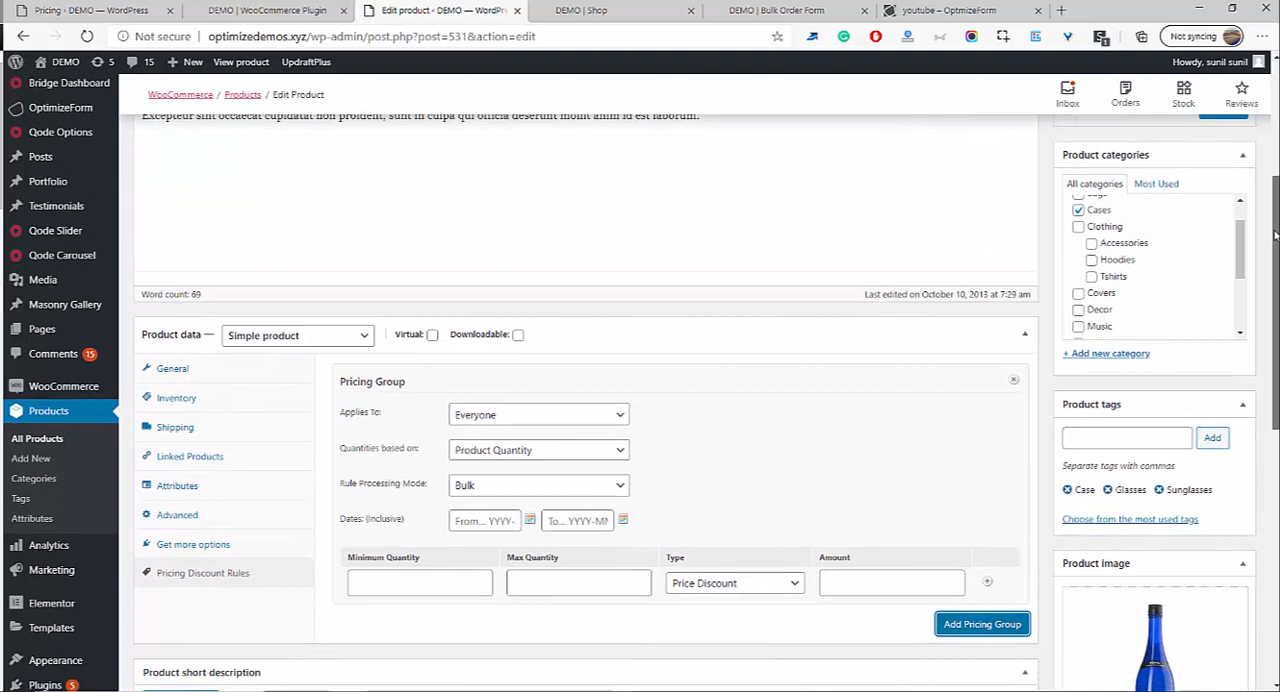 Pricing ‹ DEMO — WordPress
DEMO | WooCommerce Plugin
Edit product ‹ DEMO — WordPr
DEMO | Shop
DEMO | Bulk Order Form
youtube – OptmizeForm
Not secure
optimizedemos.xyz/wp-admin/post.php?post=531&action=edit
Not syncing
DEMO
5
15
New
View product
UpdraftPlus
Howdy, sunil sunil
Bridge Dashboard
OptimizeForm
Qode Options
Posts
Portfolio
Testimonials
Qode Slider
Qode Carousel
Media
Masonry Gallery
Pages
Comments 15
WooCommerce
Products
All Products
Add New
Categories
Tags
Attributes
Analytics
Marketing
Elementor
Templates
Appearance
Plugins 5
WooCommerce / Products / Edit Product
Inbox
Orders
Stock
Reviews
Excepteur sint occaecat cupidatat non proident, sunt in culpa qui officia deserunt mollit anim id est laborum.
Word count: 69
Last edited on October 10, 2013 at 7:29 am
Product data —
Simple product
Virtual:
Downloadable:
General
Inventory
Shipping
Linked Products
Attributes
Advanced
Get more options
Pricing Discount Rules
Pricing Group
Applies To:
Everyone
Quantities based on:
Product Quantity
Rule Processing Mode:
Bulk
Dates: (Inclusive)
From... YYYY-
To... YYYY-MM
Minimum Quantity
Max Quantity
Type
Amount
Price Discount
Add Pricing Group
Product short description
Product categories
All categories
Most Used
Cases
Clothing
Accessories
Hoodies
Tshirts
Covers
Decor
Music
+ Add new category
Product tags
Add
Separate tags with commas
Case
Glasses
Sunglasses
Choose from the most used tags
Product image